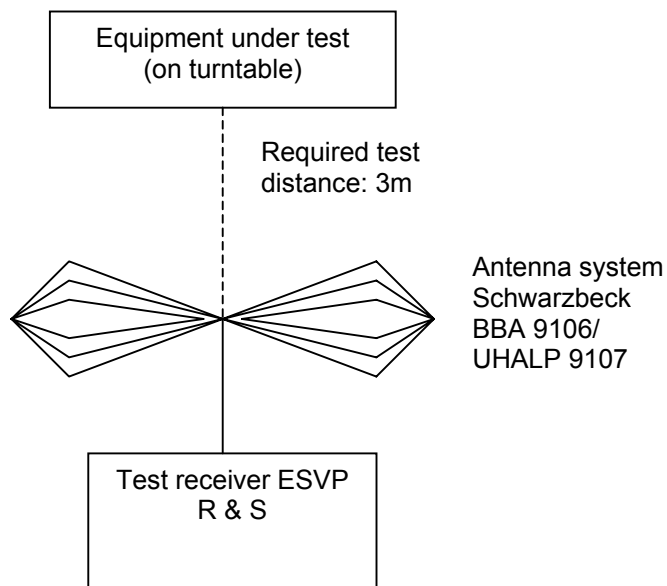 Equipment under test
(on turntable)
Required test
distance: 3m
Antenna system
Schwarzbeck
BBA 9106/
UHALP 9107
Test receiver ESVP
R & S